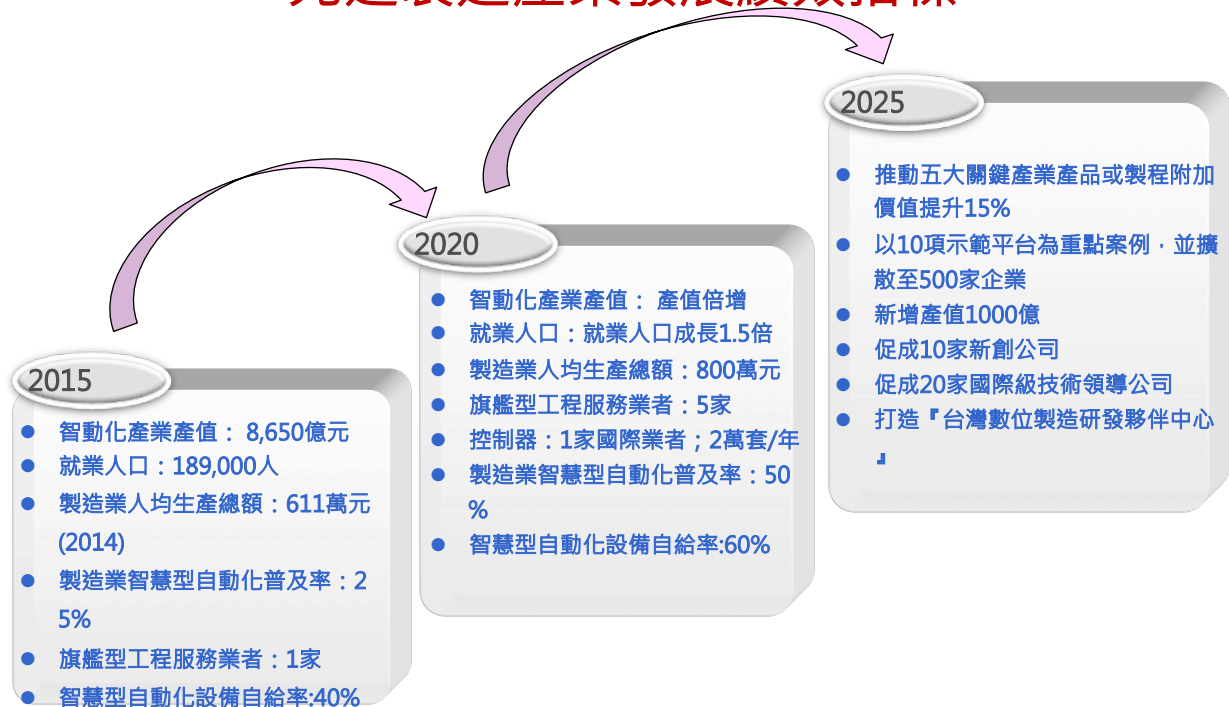 先進製造產業發展績效指標
2015
智動化產業產值： 8,650億元
就業人口：189,000人
製造業人均生產總額：611萬元
(2014)
製造業智慧型自動化普及率：2
5%
旗艦型工程服務業者：1家
智慧型自動化設備自給率:40%
2020
智動化產業產值： 產值倍增
就業人口：就業人口成長1.5倍
製造業人均生產總額：800萬元
旗艦型工程服務業者：5家
控制器：1家國際業者；2萬套/年
製造業智慧型自動化普及率：50
%
智慧型自動化設備自給率:60%
2025
推動五大關鍵產業產品或製程附加
價值提升15%
以10項示範平台為重點案例，並擴
散至500家企業
新增產值1000億
促成10家新創公司
促成20家國際級技術領導公司
打造『台灣數位製造研發夥伴中心
』